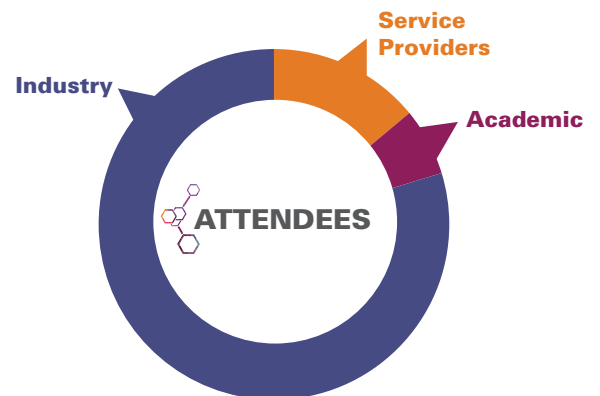 Service
Providers
Industry
Academic
ATTENDEES